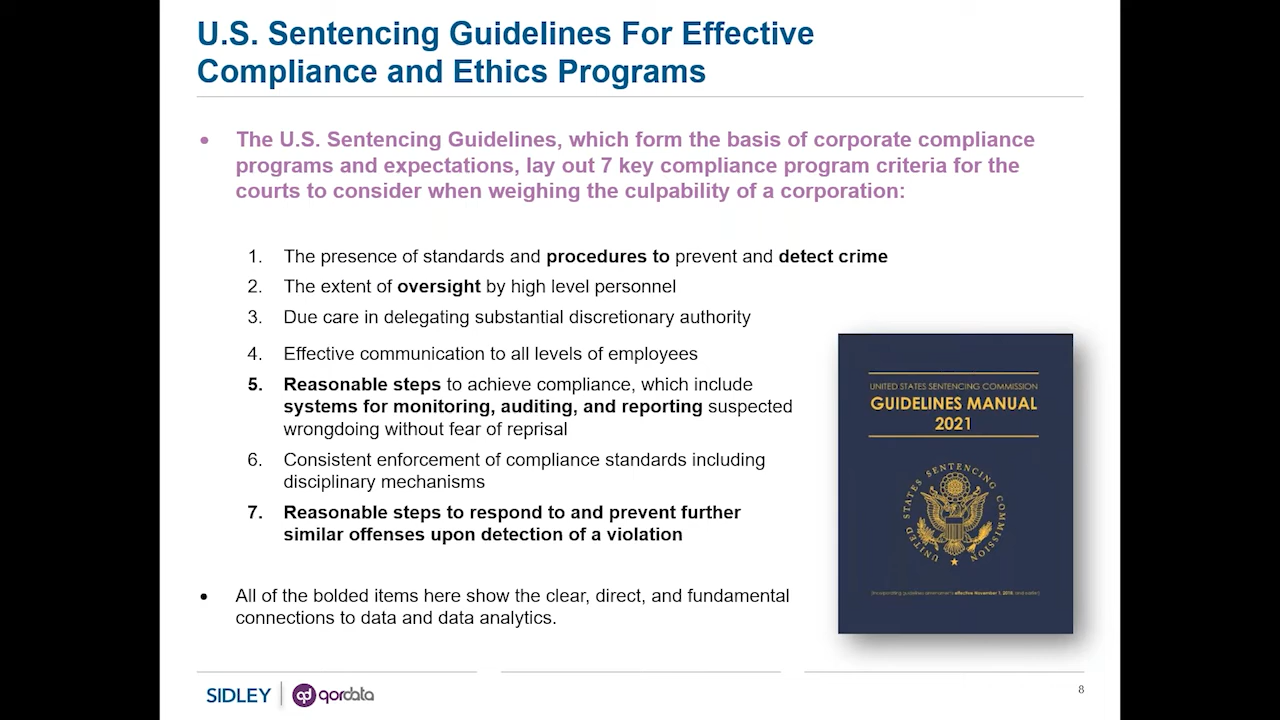 U.S. Sentencing Guidelines For Effective
Compliance and Ethics Programs
• The U.S. Sentencing Guidelines, which form the basis of corporate compliance
programs and expectations, lay out 7 key compliance program criteria for the
courts to consider when weighing the culpability of a corporation:
1. The presence of standards and procedures to prevent and detect crime
2. The extent of oversight by high level personnel
3. Due care in delegating substantial discretionary authority
4. Effective communication to all levels of employees
5. Reasonable steps to achieve compliance, which include
systems for monitoring, auditing, and reporting suspected
wrongdoing without fear of reprisal
6. Consistent enforcement of compliance standards including
disciplinary mechanisms
7. Reasonable steps to respond to and prevent further
similar offenses upon detection of a violation
• All of the bolded items here show the clear, direct, and fundamental
connections to data and data analytics.
UNITED STATES SENTENCING COMMISSION
GUIDELINES MANUAL
2021
UNITED STATES SENTENCING COMMISSION
effective November 1, 2018
SIDLEY
qd qordata
8